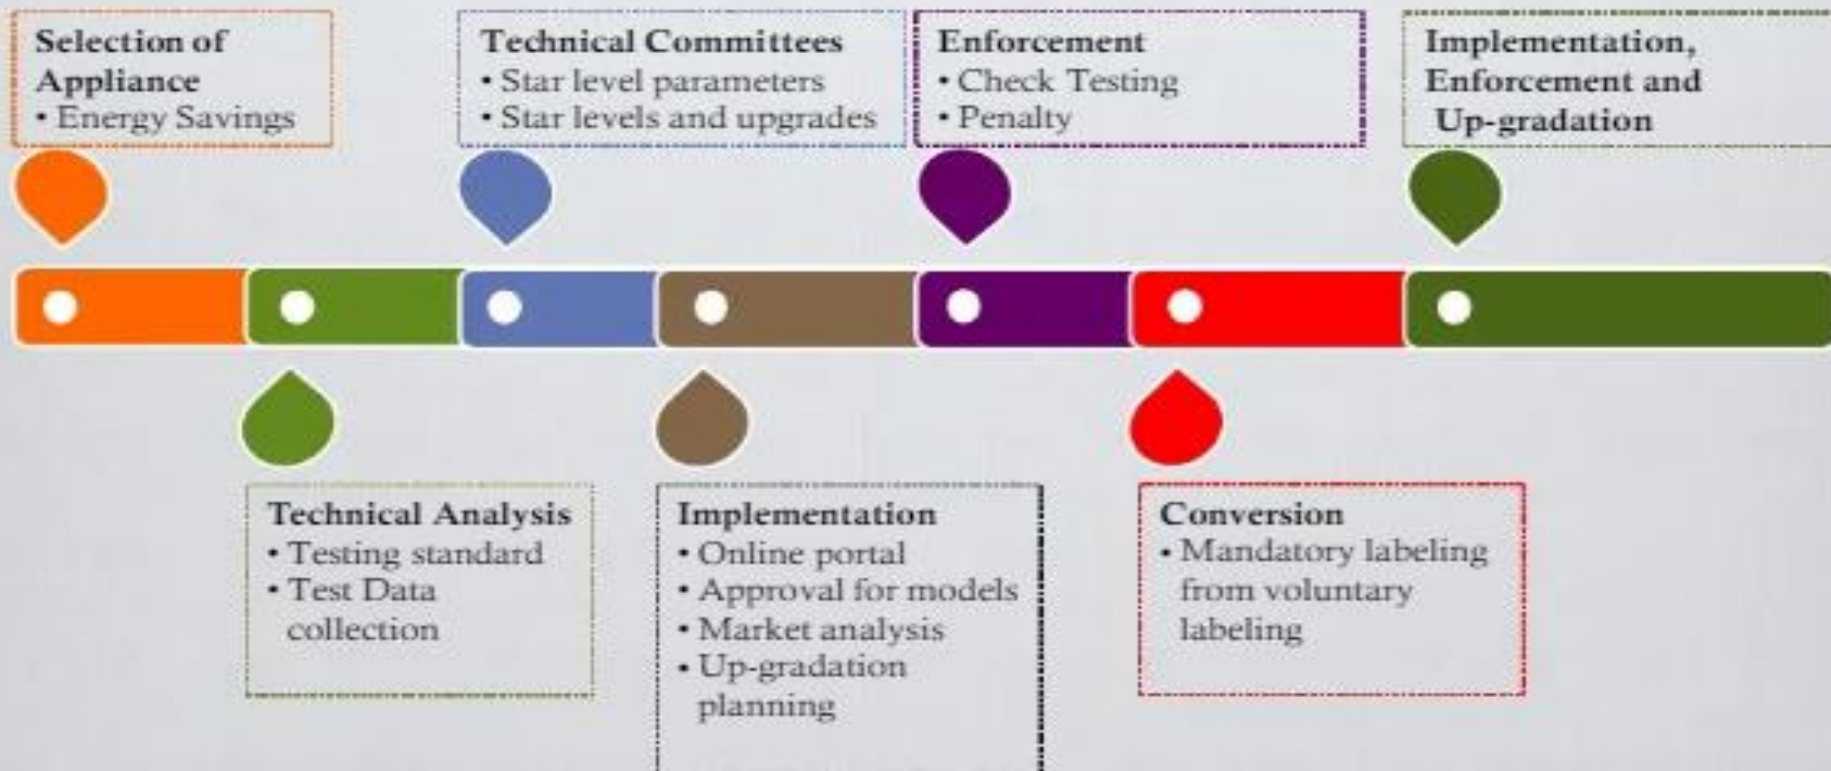 Selection of
Appliance
• Energy Savings
Technical Committees
• Star level parameters
• Star levels and upgrades
Enforcement
• Check Testing
• Penalty
Implementation,
Enforcement and
Up-gradation
Technical Analysis
• Testing standard
• Test Data
collection
Implementation
• Online portal
• Approval for models
• Market analysis
• Up-gradation
planning
Conversion
• Mandatory labeling
from voluntary
labeling